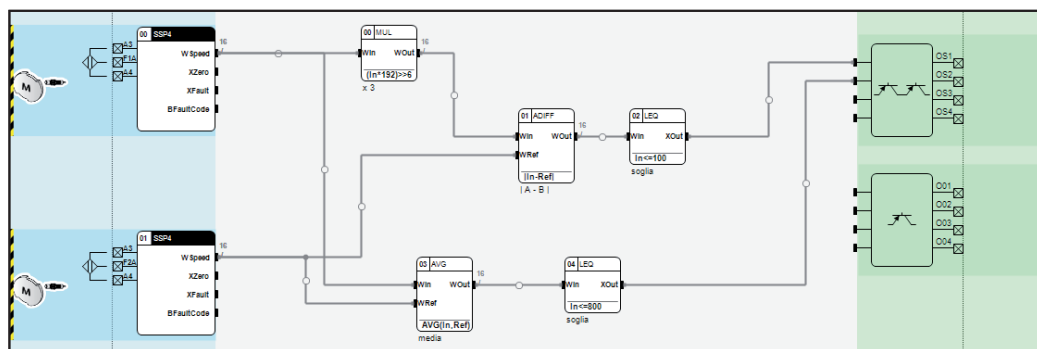 00 SSP4
A3
F1A
A4
M
WSpeed 16
XZero
XFault
BFaultCode
00 MUL
Win WOut 16
(In*192)>>6
x 3
01 ADIFF
Win WOut 16
WRef
|In-Ref|
| A - B |
02 LEQ
Win XOut
In<=100
soglia
OS1
OS2
OS3
OS4
O01
O02
O03
O04
01 SSP4
A3
F2A
A4
M
WSpeed 16
XZero
XFault
BFaultCode
03 AVG
Win WOut 16
WRef
AVG(In,Ref)
media
04 LEQ
Win XOut
In<=800
soglia